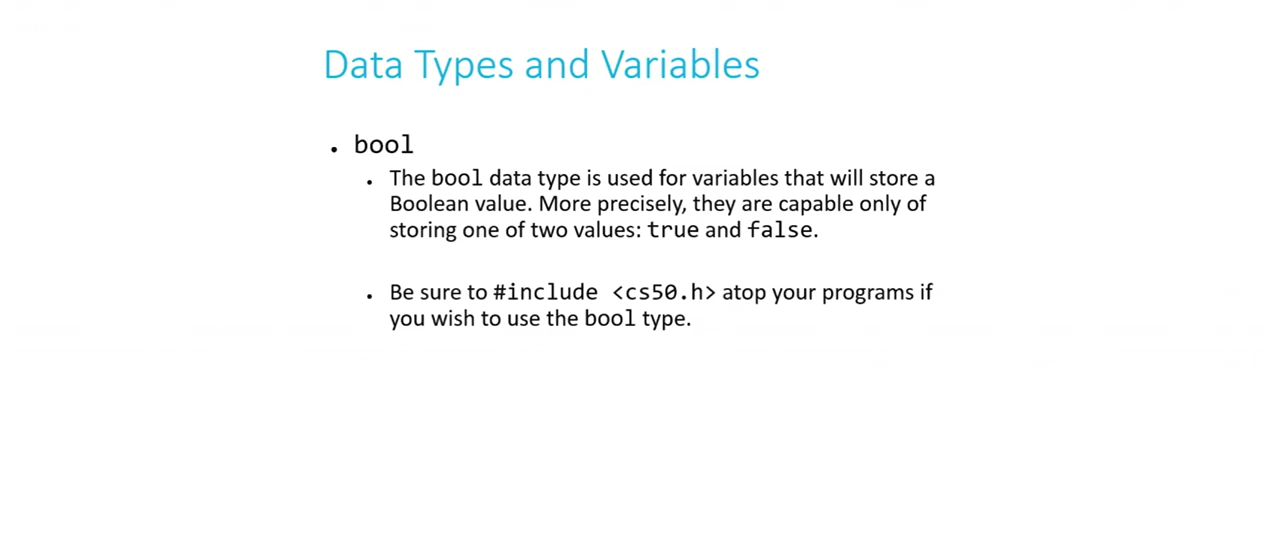 Data Types and Variables
• bool
• The bool data type is used for variables that will store a
Boolean value. More precisely, they are capable only of
storing one of two values: true and false.
• Be sure to #include <cs50.h> atop your programs if
you wish to use the bool type.